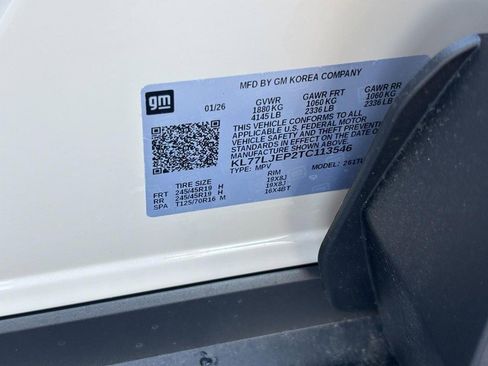 MFD BY GM KOREA COMPANY
gm
01/26
GVWR GAWR FRT GAWR RR
1880 KG 1060 KG 1060 KG
4145 LB 2336 LB 2336 LB
THIS VEHICLE CONFORMS TO ALL
APPLICABLE U.S. FEDERAL MOTOR
VEHICLE SAFETY AND THEFT PREVENTION
STANDARDS IN EFFECT ON THE DATE OF
MANUFACTURE SHOWN ABOVE
KL77LJEP2TC113546
TYPE: MPV MODEL: 261TU
TIRE SIZE RIM
FRT 245/45R19 H 19X8J
RR 245/45R19 H 19X8J
SPA T125/70R16 M 16X4BT